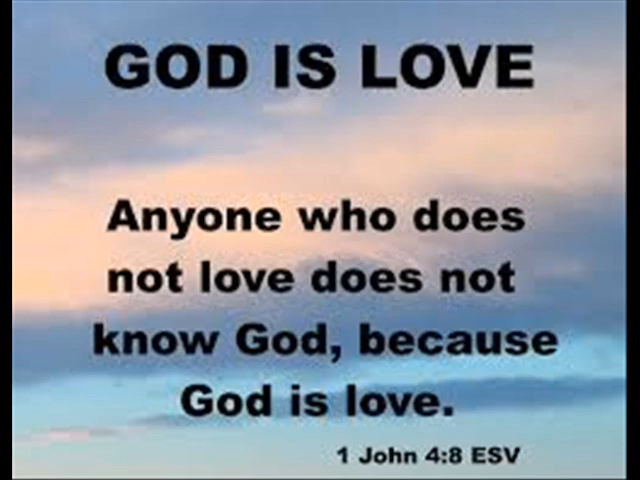 GOD IS LOVE
Anyone who does
not love does not
know God, because
God is love.
1 John 4:8 ESV